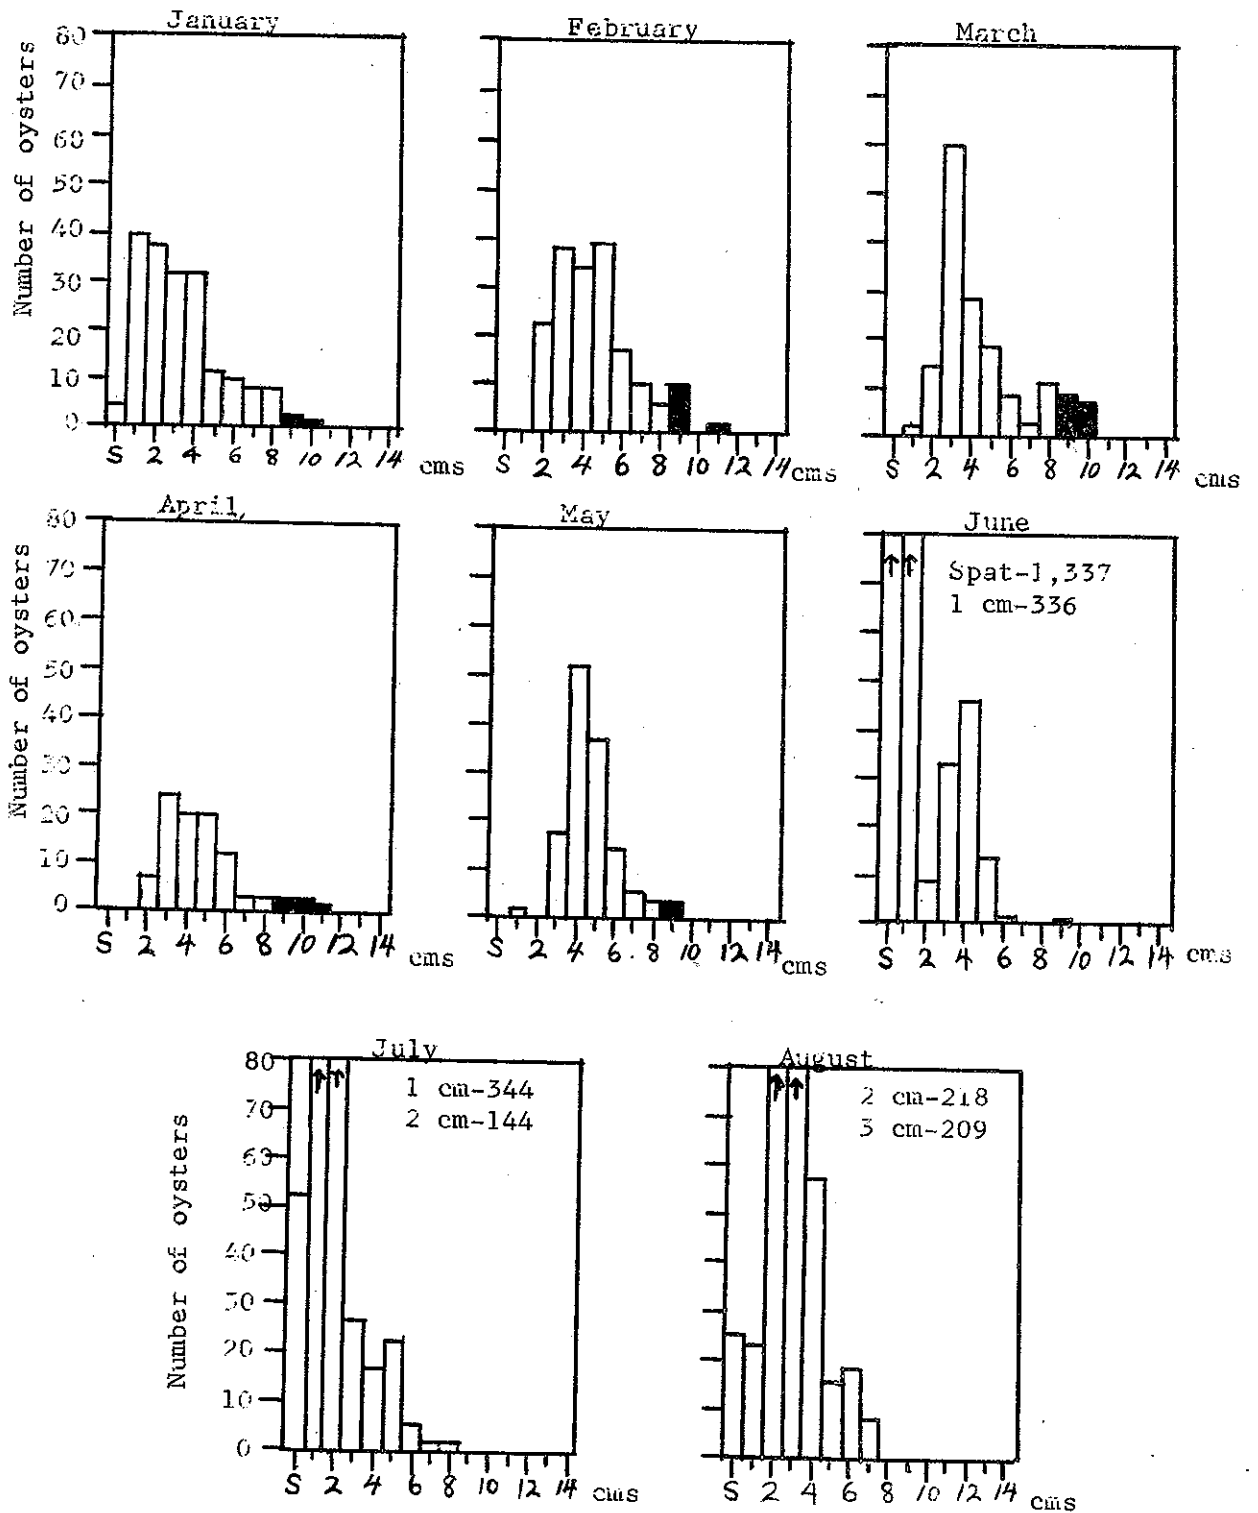 January
February
March
Number of oysters
80
70
60
50
40
30
20
10
0
S 2 4 6 8 10 12 14 cms
S 2 4 6 8 10 12 14 cms
S 2 4 6 8 10 12 14 cms
April
May
June
Number of oysters
80
70
60
50
40
30
20
10
0
Spat-1,337
1 cm-336
S 2 4 6 8 10 12 14 cms
S 2 4 6. 8 10 12 14 cms
S 2 4 6 8 10 12 14 cms
July
August
Number of oysters
80
70
60
50
40
30
20
10
0
1 cm-344
2 cm-144
2 cm-218
3 cm-209
S 2 4 6 8 10 12 14 cms
S 2 4 6 8 10 12 14 cms